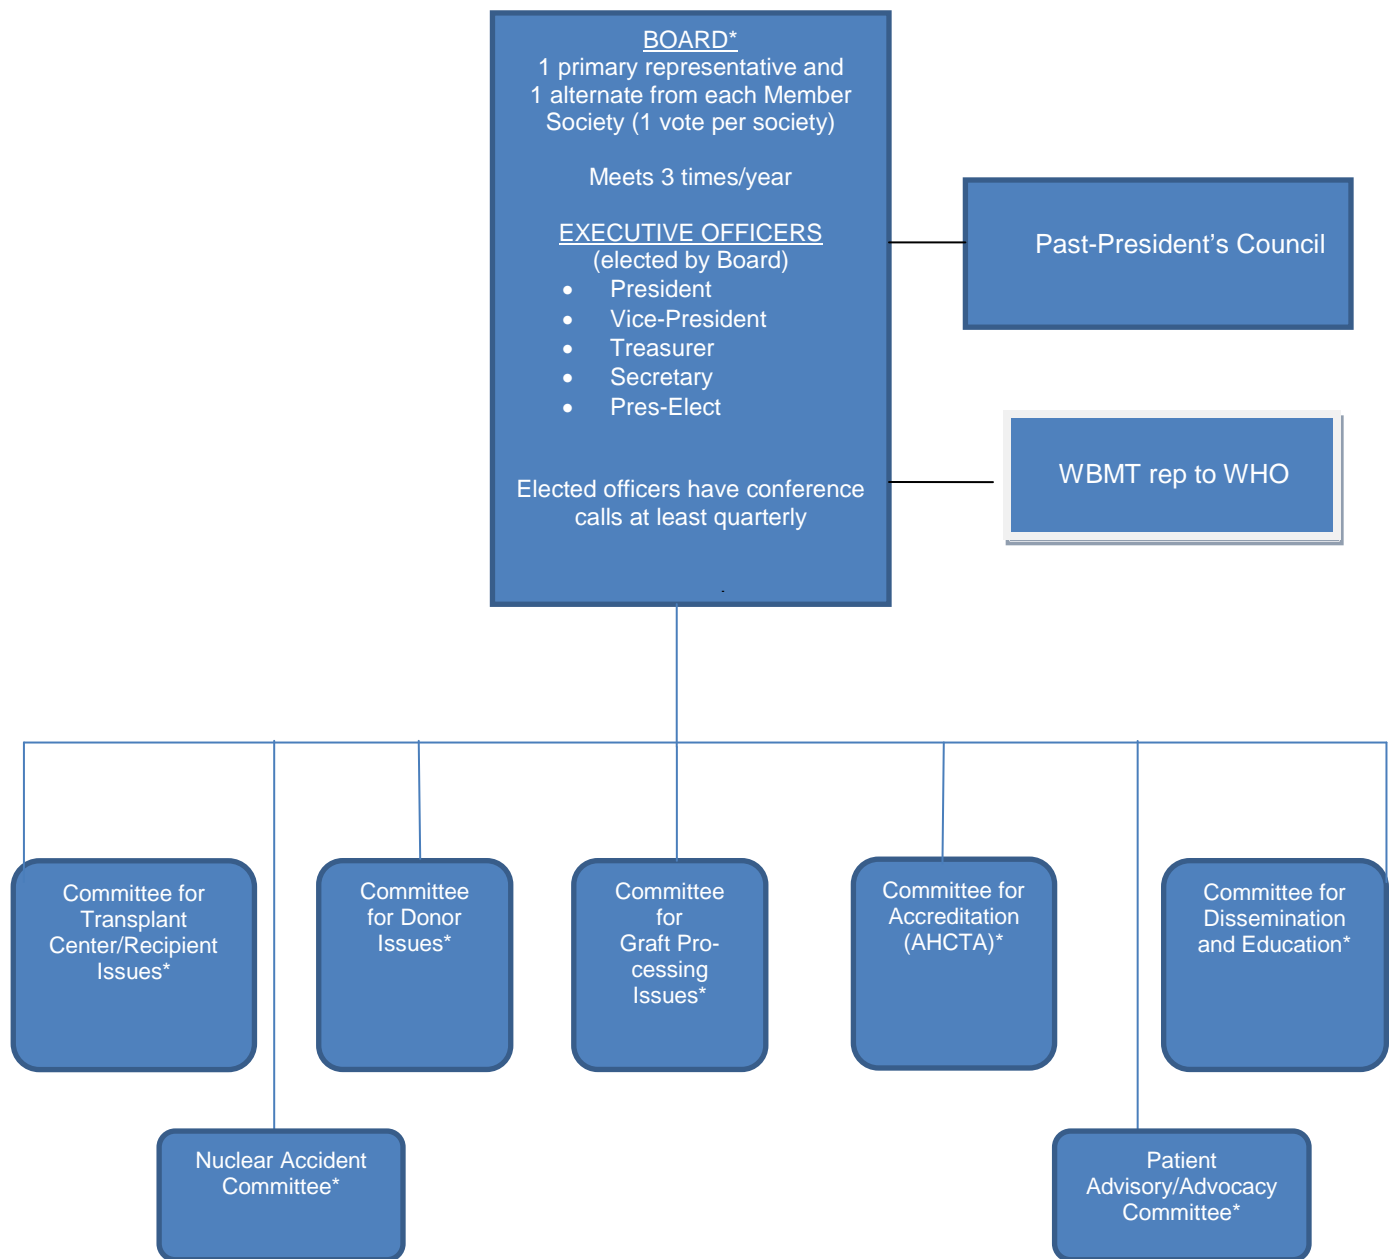 BOARD*
1 primary representative and
1 alternate from each Member
Society (1 vote per society)
Meets 3 times/year
EXECUTIVE OFFICERS
(elected by Board)
• President
• Vice-President
• Treasurer
• Secretary
• Pres-Elect
Elected officers have conference
calls at least quarterly
.
Past-President’s Council
WBMT rep to WHO
Committee for
Transplant
Center/Recipient
Issues*
Committee
for Donor
Issues*
Committee
for
Graft Pro-
cessing
Issues*
Committee for
Accreditation
(AHCTA)*
Committee for
Dissemination
and Education*
Nuclear Accident
Committee*
Patient
Advisory/Advocacy
Committee*